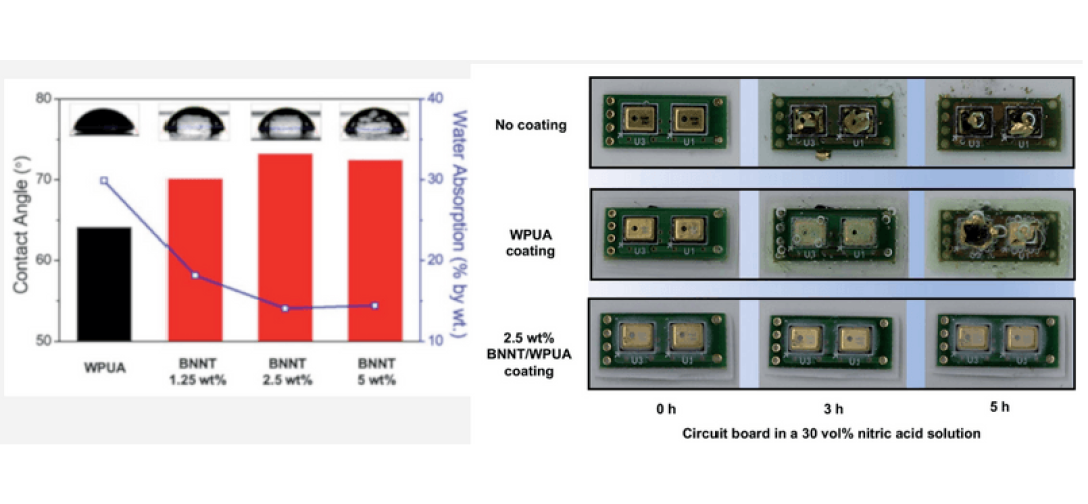 80
70
60
50
Contact Angle (°)
40
30
20
10
Water Absorption (% by wt.)
WPUA
BNNT
1.25 wt%
BNNT
2.5 wt%
BNNT
5 wt%
No coating
U3 U1
U3 U1
U1
WPUA
coating
U3 U1
U3 U1
2.5 wt%
BNNT/WPUA
coating
U3 U1
U3 U1
U3 U1
0 h
3 h
5 h
Circuit board in a 30 vol% nitric acid solution